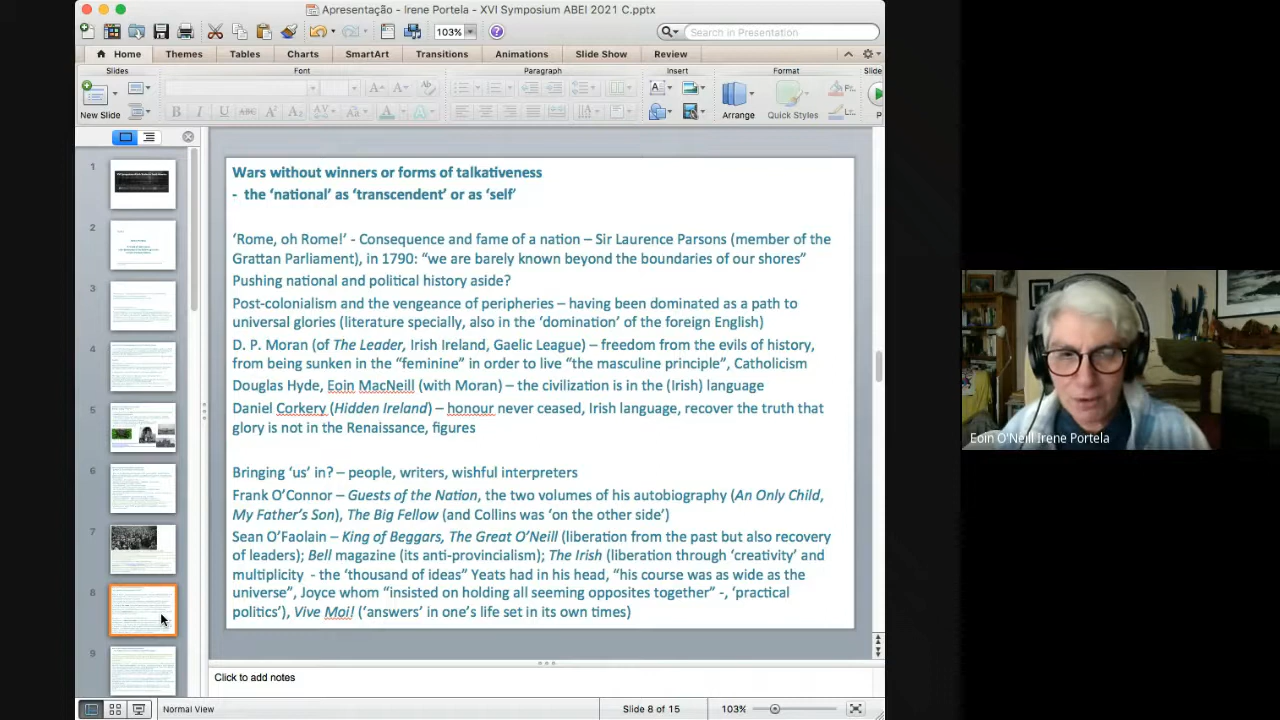 Apresentação - Irene Portela - XVI Symposium ABEI 2021 C.pptx
103%
Search in Presentation
Home Themes Tables Charts SmartArt Transitions Animations Slide Show Review
Slides Font Paragraph Insert Format Slide
New Slide Arrange Quick Styles
1
2
3
4
5
6
7
8
9
Wars without winners or forms of talkativeness
- the ‘national’ as ‘transcendent’ or as ‘self’
‘Rome, oh Rome!’ - Consequence and fame of a nation – Sir Laurence Parsons (member of the
Grattan Parliament), in 1790: “we are barely known beyond the boundaries of our shores”
Pushing national and political history aside?
Post-colonialism and the vengeance of peripheries – having been dominated as a path to
universal glories (literature specially, also in the ‘domination’ of the foreign English)
D. P. Moran (of The Leader, Irish Ireland, Gaelic League) – freedom from the evils of history,
from being sunken into “feminine” in order to live “the masculine principle”. Catholicism
Douglas Hyde, Eoin MacNeill (with Moran) – the civilization is in the (Irish) language
Daniel Corkery (Hidden Ireland) – horror never ceased, Irish language, recover the truth that
glory is not in the Renaissance, figures
Bringing ‘us’ in? – people, writers, wishful interpreters
Frank O’Connor – Guests of the Nation, the two volumes of his autobiography (An Only Child,
My Father’s Son), The Big Fellow (and Collins was ‘on the other side’)
Sean O’Faolain – King of Beggars, The Great O’Neill (liberation from the past but also recovery
of leaders); Bell magazine (its anti-provincialism); The Irish (liberation through ‘creativity’ and
multiplicty - the ‘thousand of ideas” Yeats had in his head, “his course was as wide as the
universe”, Joyce whom “insisted on holding all seeming opposites together” -, ‘practical
politics’) Vive Moi! (‘answers’ in one’s life set in its own times)
Click to add notes
Normal View Slide 8 of 15 103%
Eoin O'Neill Irene Portela